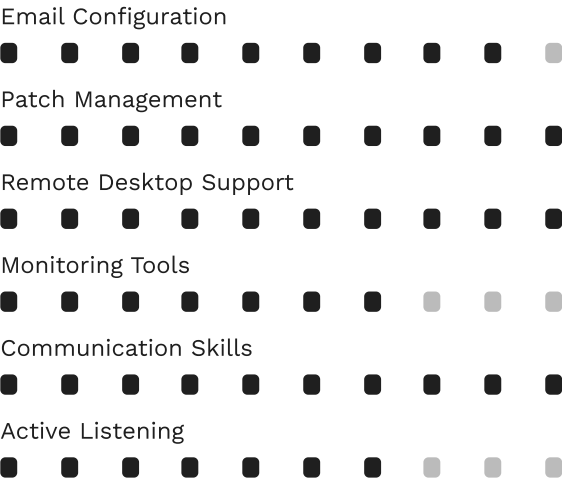 Email Configuration
Patch Management
Remote Desktop Support
Monitoring Tools
Communication Skills
Active Listening